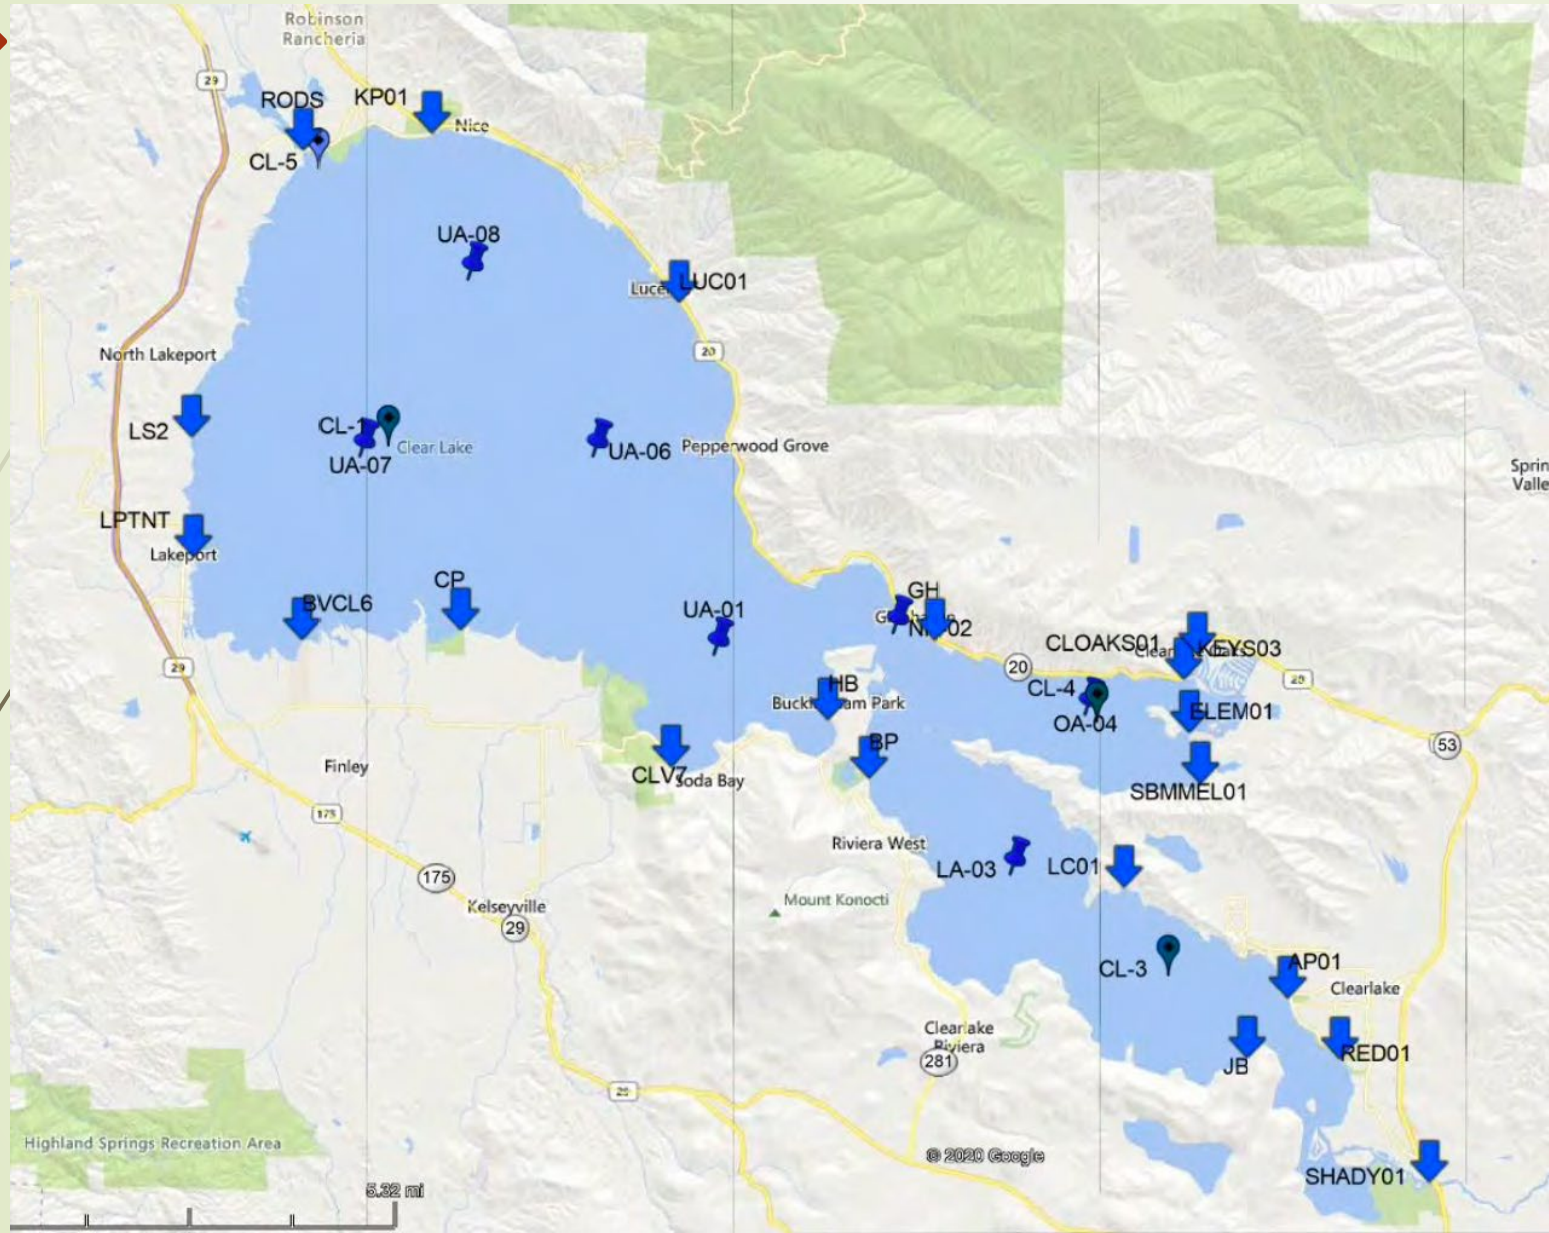 Robinson
Rancheria
29
RODS
KP01
Nice
CL-5
UA-08
LUC01
20
North Lakeport
LS2
CL-1
Clear Lake
UA-07
UA-06
Pepperwood Grove
LPTNT
Lakeport
BVCL6
CP
UA-01
GH
CLOAKS01
KEYS03
29
20
20
CL-4
OA-04
ELEM01
HB
BP
53
Finley
CLV7
Soda Bay
SBMMEL01
175
Riviera West
LA-03
LC01
175
Mount Konocti
Kelseyville
29
CL-3
AP01
Clearlake
Clearlake
Riviera
281
JB
RED01
29
Highland Springs Recreation Area
© 2020 Google
SHADY01
5.32 mi